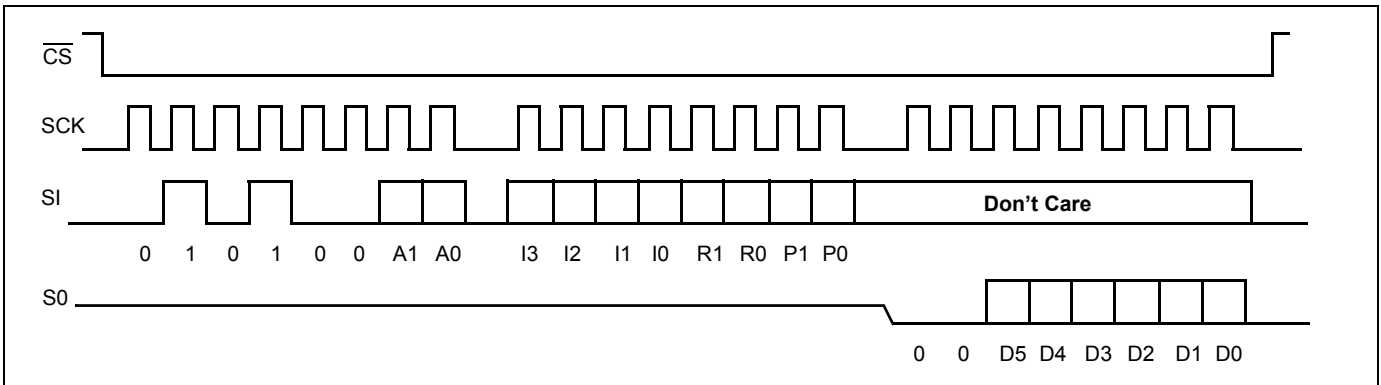 CS
SCK
SI
Don't Care
0 1 0 1 0 0 A1 A0 I3 I2 I1 I0 R1 R0 P1 P0
S0
0 0 D5 D4 D3 D2 D1 D0